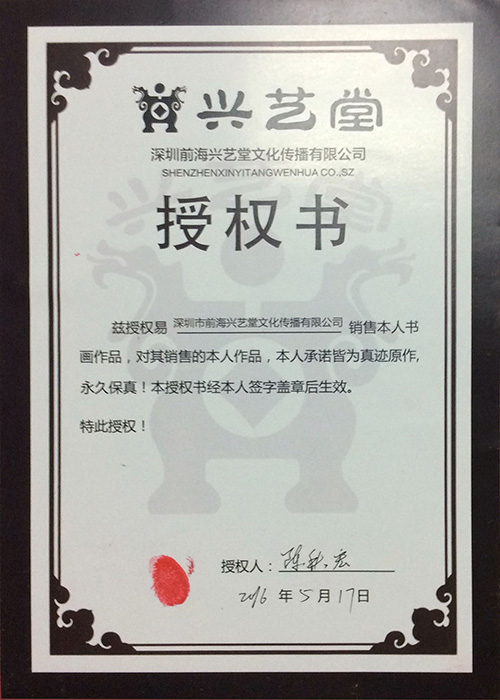 兴艺堂
深圳前海兴艺堂文化传播有限公司
SHENZHENXINYITANGWENHUA CO.,SZ
授权书
兹授权易 深圳市前海兴艺堂文化传播有限公司 销售本人书
画作品，对其销售的本人作品，本人承诺皆为真迹原作，
永久保真！本授权书经本人签字盖章后生效。
特此授权！
授权人：
2016 年 5 月 17 日